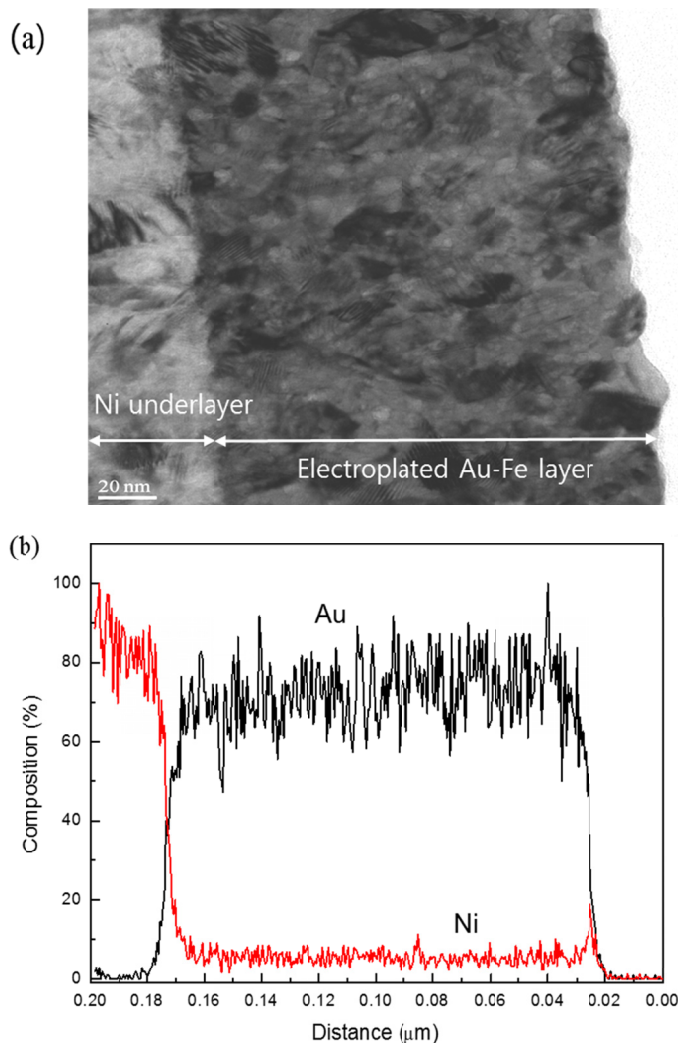 (a)
Ni underlayer
Electroplated Au-Fe layer
20 nm
(b)
100
80
60
40
20
0
Composition (%)
Au
Ni
0.20 0.18 0.16 0.14 0.12 0.10 0.08 0.06 0.04 0.02 0.00
Distance (μm)